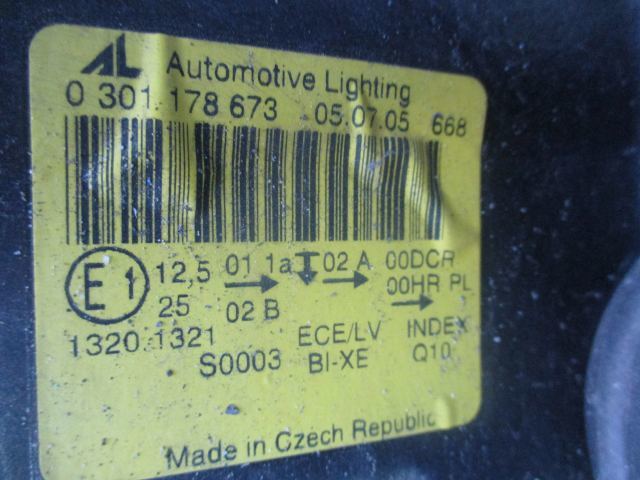 AL Automotive Lighting
0 301 178 673 05.07.05 668
E1 12,5 01 1a 02 A 00DCR
25 02 B 00HR PL
1320 1321
S0003 ECE/LV INDEX
BI-XE Q10
Made in Czech Republic